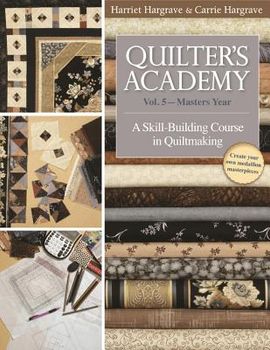 Harriet Hargrave & Carrie Hargrave
QUILTER'S
ACADEMY
Vol. 5—Masters Year
A Skill-Building Course
in Quiltmaking
Create your
own medallion
masterpieces